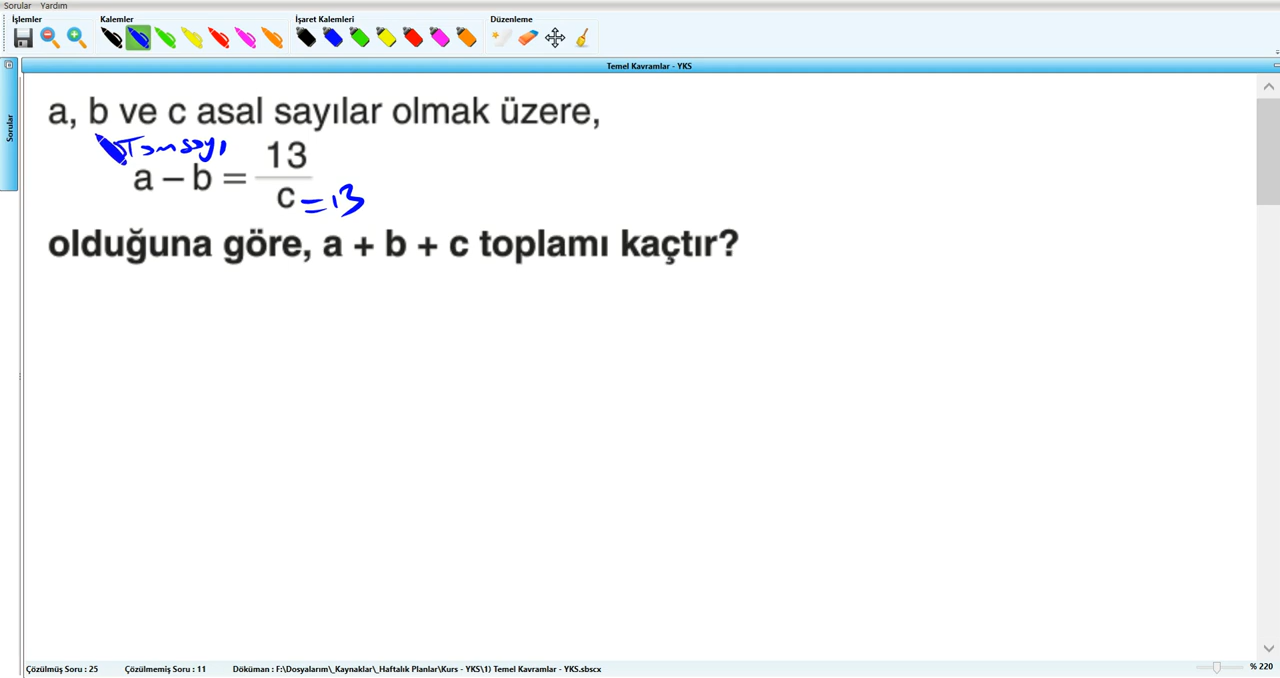 Sorular Yardım
İşlemler Kalemler İşaret Kalemleri Düzenleme
Temel Kavramlar - YKS
Sorular
a, b ve c asal sayılar olmak üzere,
Tamsayı
a – b = 13
c = 13
olduğuna göre, a + b + c toplamı kaçtır?
Çözülmüş Soru : 25 Çözülmemiş Soru : 11 Döküman : F:\Dosyalarım\_Kaynaklar\_Haftalık Planlar\Kurs - YKS\1) Temel Kavramlar - YKS.sbscx % 220